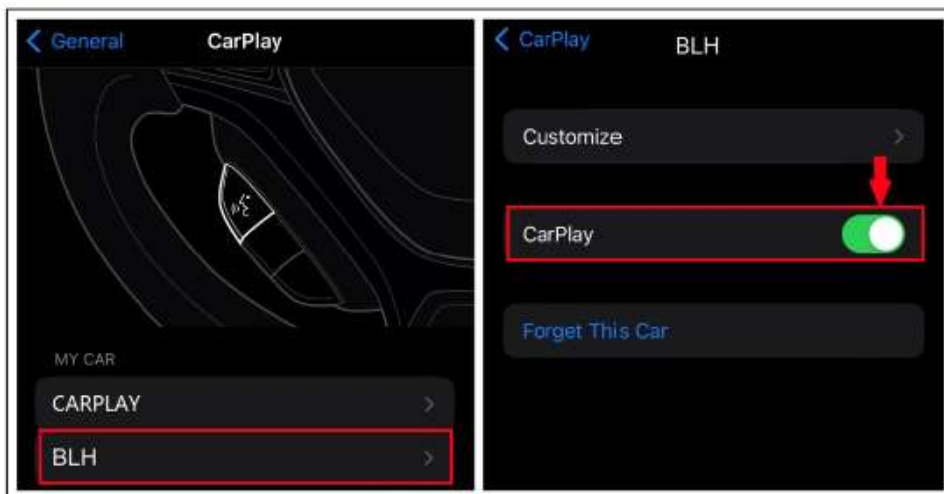 General
CarPlay
MY CAR
CARPLAY
BLH
CarPlay
BLH
Customize
CarPlay
Forget This Car